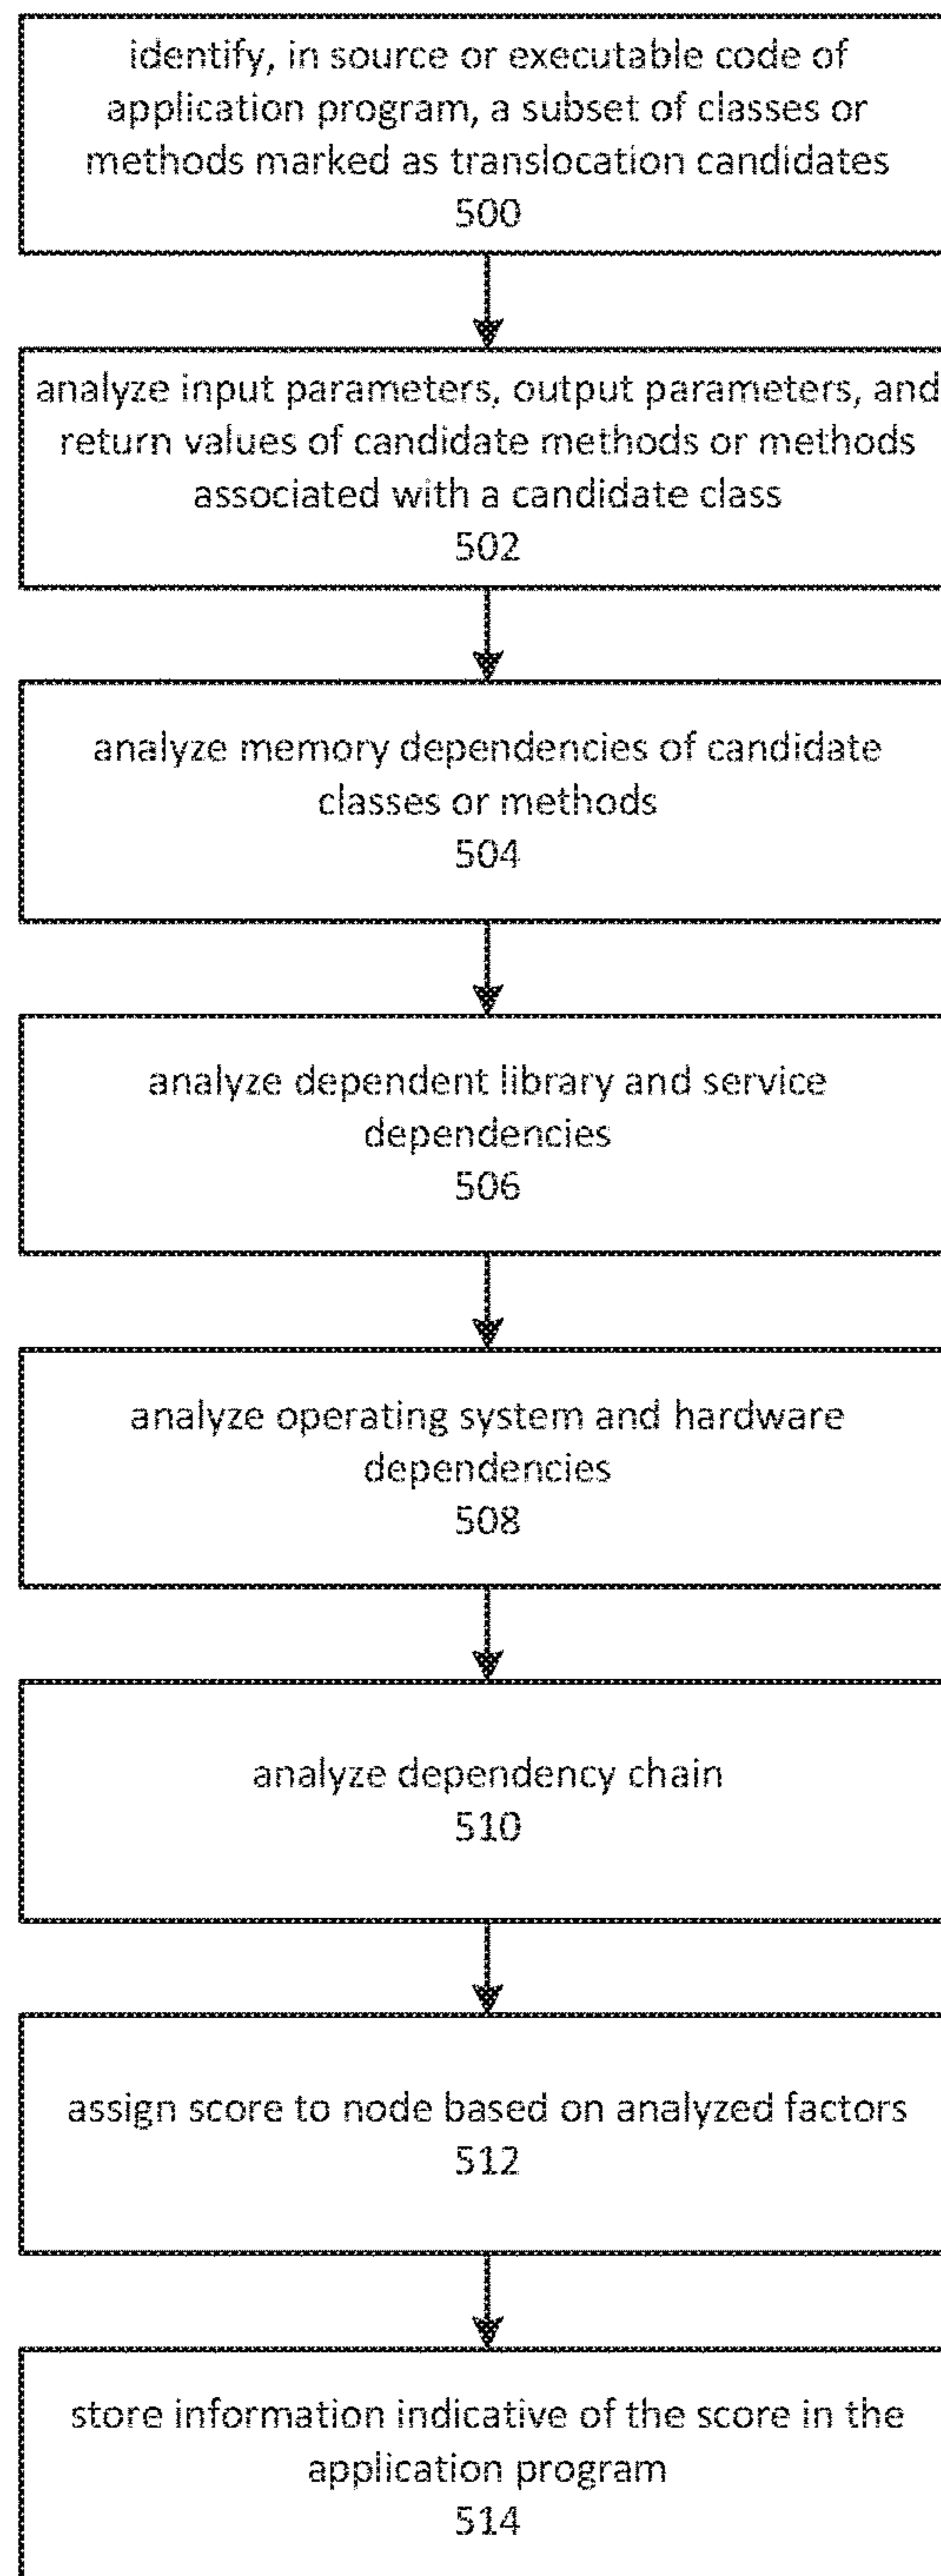 identify, in source or executable code of
application program, a subset of classes or
methods marked as translocation candidates
500
analyze input parameters, output parameters, and
return values of candidate methods or methods
associated with a candidate class
502
analyze memory dependencies of candidate
classes or methods
504
analyze dependent library and service
dependencies
506
analyze operating system and hardware
dependencies
508
analyze dependency chain
510
assign score to node based on analyzed factors
512
store information indicative of the score in the
application program
514